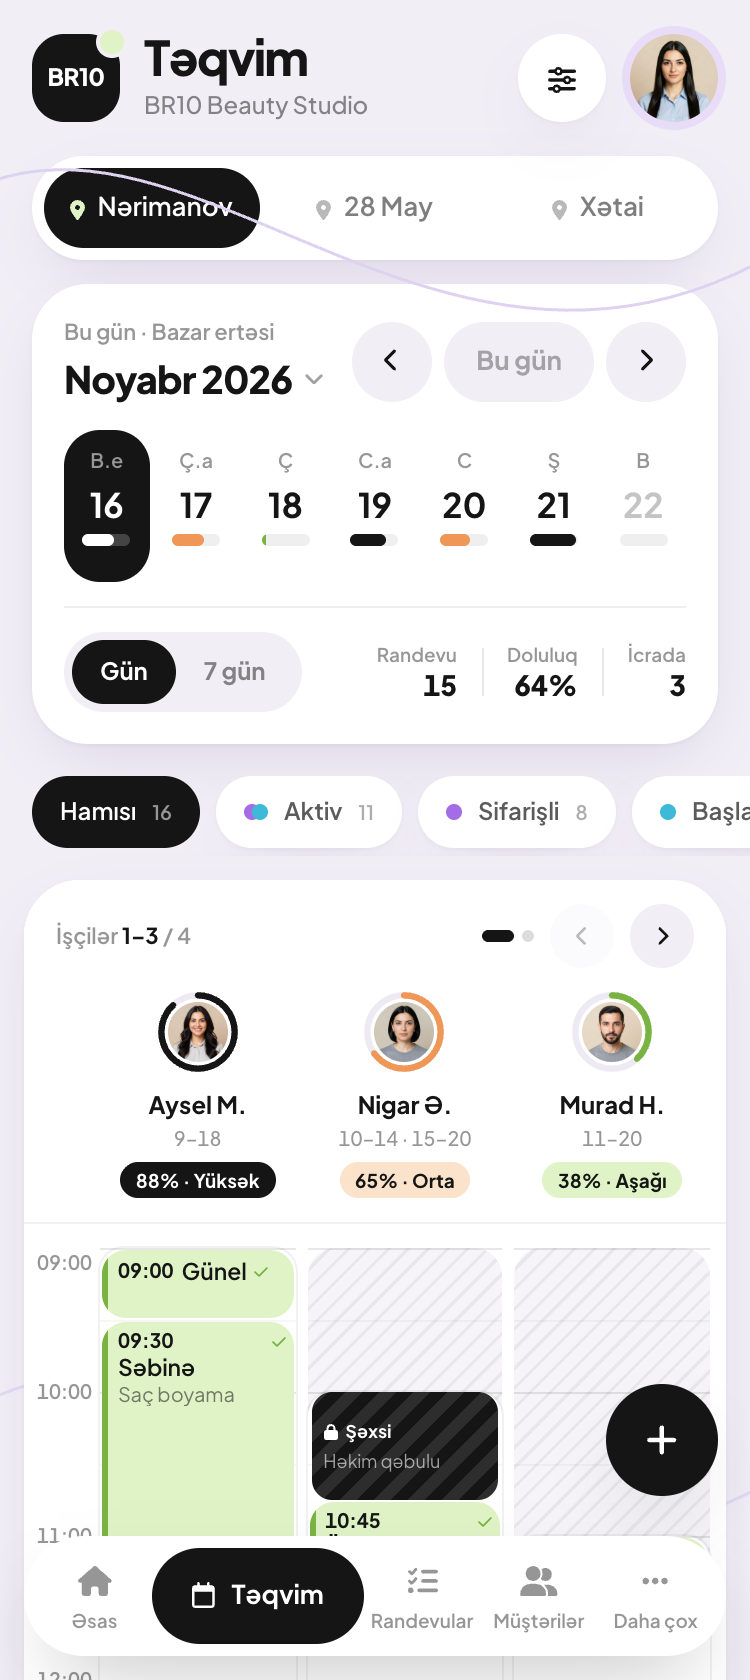 BR10
Təqvim
BR10 Beauty Studio
Nərimanov
28 May
Xətai
Bu gün · Bazar ertəsi
Noyabr 2026
Bu gün
B.e Ç.a Ç C.a C Ş B
16 17 18 19 20 21 22
Gün
7 gün
Randevu
15
Doluluq
64%
İcrada
3
Hamısı 16
Aktiv 11
Sifarişli 8
Başla
İşçilər 1–3 / 4
Aysel M.
9–18
88% · Yüksək
Nigar Ə.
10–14 · 15–20
65% · Orta
Murad H.
11–20
38% · Aşağı
09:00
09:00 Günel
09:30
Səbinə
Saç boyama
10:00
Şəxsi
Həkim qəbulu
10:45
11:00
Əsas
Təqvim
Randevular
Müştərilər
Daha çox
12:00